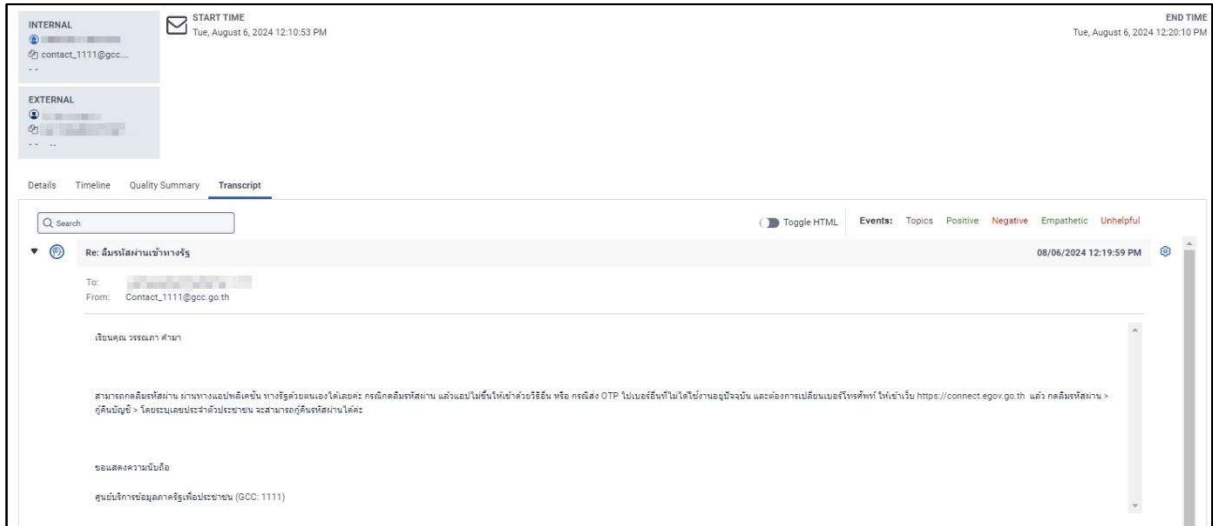 INTERNAL
contact_1111@gcc...
- -
EXTERNAL
START TIME
Tue, August 6, 2024 12:10:53 PM
END TIME
Tue, August 6, 2024 12:20:10 PM
Details Timeline Quality Summary Transcript
Search
Toggle HTML Events: Topics Positive Negative Empathetic Unhelpful
Re: ลืมรหัสผ่านเข้าทางรัฐ 08/06/2024 12:19:59 PM
To:
From: Contact_1111@gcc.go.th
เรียนคุณ วรรณภา คำมา
สามารถกดลืมรหัสผ่าน ผ่านทางแอปพลิเคชั่น ทางรัฐด้วยตนเองได้เลยค่ะ กรณีกดลืมรหัสผ่าน แล้วแอปไม่ขึ้นให้เข้าด้วยวิธีอื่น หรือ กรณีส่ง OTP ไปเบอร์อื่นที่ไม่ได้ใช้งานอยู่ปัจจุบัน และต้องการเปลี่ยนเบอร์โทรศัพท์ ให้เข้าเว็บ https://connect.egov.go.th แล้ว กดลืมรหัสผ่าน >
กู้คืนบัญชี > โดยระบุเลขประจำตัวประชาชน จะสามารถกู้คืนรหัสผ่านได้ค่ะ
ขอแสดงความนับถือ
ศูนย์บริการข้อมูลภาครัฐเพื่อประชาชน (GCC: 1111)